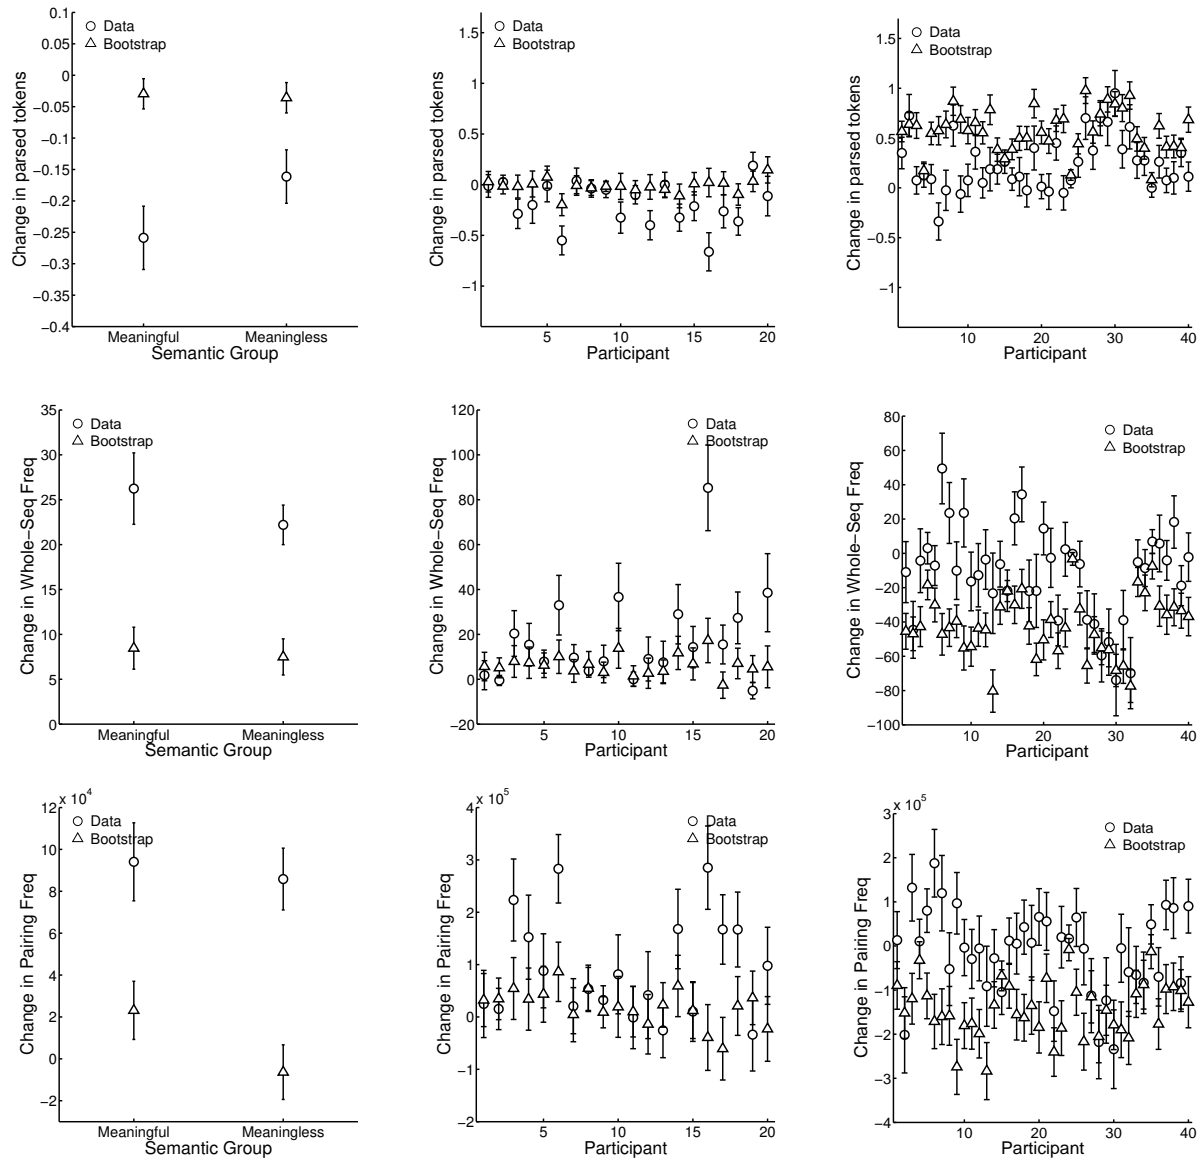 0.1
0.05
0
−0.05
−0.1
−0.15
−0.2
−0.25
−0.3
−0.35
−0.4
Change in parsed tokens
Data
Bootstrap
Meaningful Meaningless
Semantic Group
1.5
1
0.5
0
−0.5
−1
Change in parsed tokens
Data
Bootstrap
5 10 15 20
Participant
1.5
1
0.5
0
−0.5
−1
Change in parsed tokens
Data
Bootstrap
10 20 30 40
Participant
35
30
25
20
15
10
5
0
Change in Whole−Seq Freq
Data
Bootstrap
Meaningful Meaningless
Semantic Group
120
100
80
60
40
20
0
−20
Change in Whole−Seq Freq
Data
Bootstrap
5 10 15 20
Participant
80
60
40
20
0
−20
−40
−60
−80
−100
Change in Whole−Seq Freq
Data
Bootstrap
10 20 30 40
Participant
x 10^4
12
10
8
6
4
2
0
−2
Change in Pairing Freq
Data
Bootstrap
Meaningful Meaningless
Semantic Group
x 10^5
4
3
2
1
0
−1
−2
Change in Pairing Freq
Data
Bootstrap
5 10 15 20
Participant
x 10^5
3
2
1
0
−1
−2
−3
−4
Change in Pairing Freq
Data
Bootstrap
10 20 30 40
Participant